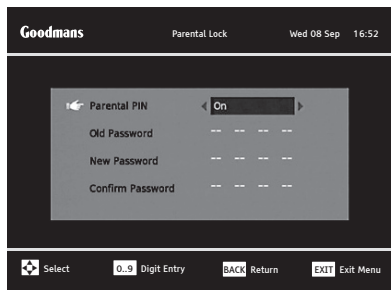 Goodmans Parental Lock Wed 08 Sep 16:52
Parental PIN On
Old Password -- -- -- --
New Password -- -- -- --
Confirm Password -- -- -- --
Select 0..9 Digit Entry BACK Return EXIT Exit Menu